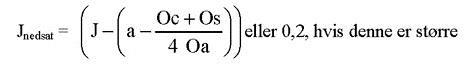 J_nedsat = (J – (a – (Oc + Os) / (4 Oa))) eller 0,2, hvis denne er større